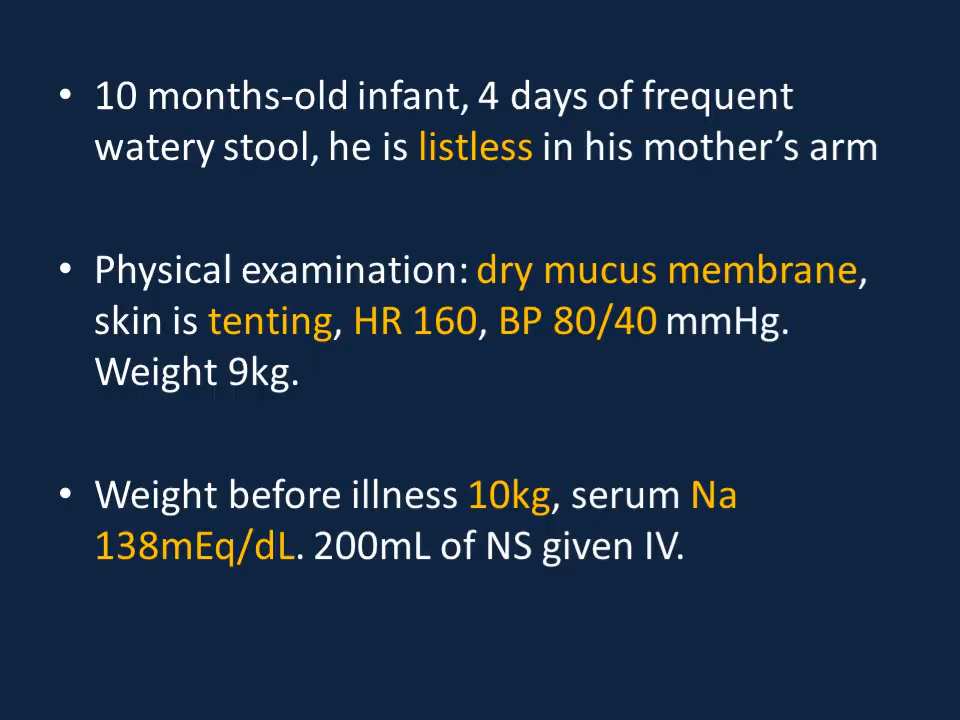 • 10 months-old infant, 4 days of frequent
watery stool, he is listless in his mother’s arm
• Physical examination: dry mucus membrane,
skin is tenting, HR 160, BP 80/40 mmHg.
Weight 9kg.
• Weight before illness 10kg, serum Na
138mEq/dL. 200mL of NS given IV.